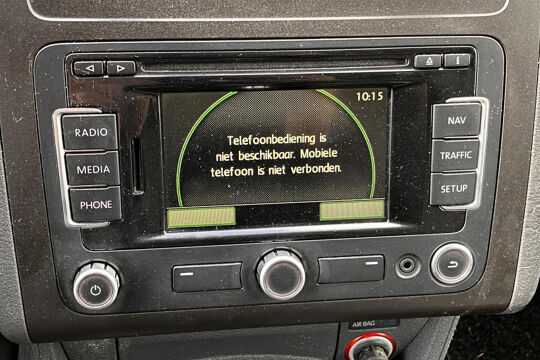 10:15
RADIO
MEDIA
PHONE
Telefoonbediening is
niet beschikbaar. Mobiele
telefoon is niet verbonden.
NAV
TRAFFIC
SETUP
AIR BAG